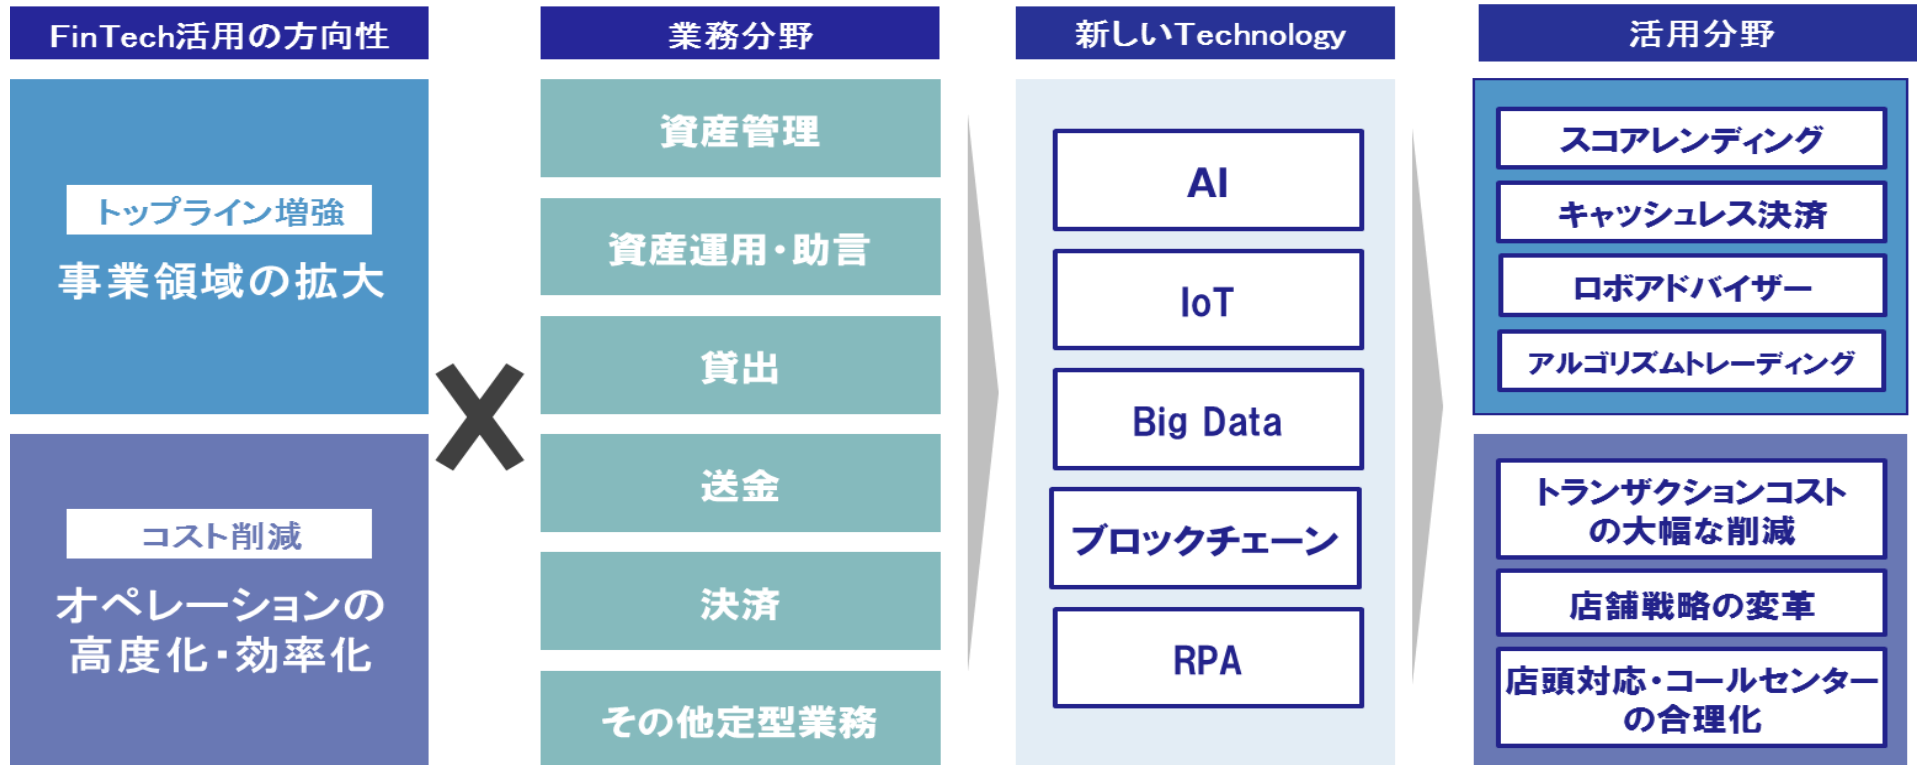 FinTech活用の方向性
トップライン増強
事業領域の拡大
コスト削減
オペレーションの
高度化・効率化
X
業務分野
資産管理
資産運用・助言
貸出
送金
決済
その他定型業務
新しいTechnology
AI
IoT
Big Data
ブロックチェーン
RPA
活用分野
スコアレンディング
キャッシュレス決済
ロボアドバイザー
アルゴリズムトレーディング
トランザクションコスト
の大幅な削減
店舗戦略の変革
店頭対応・コールセンター
の合理化